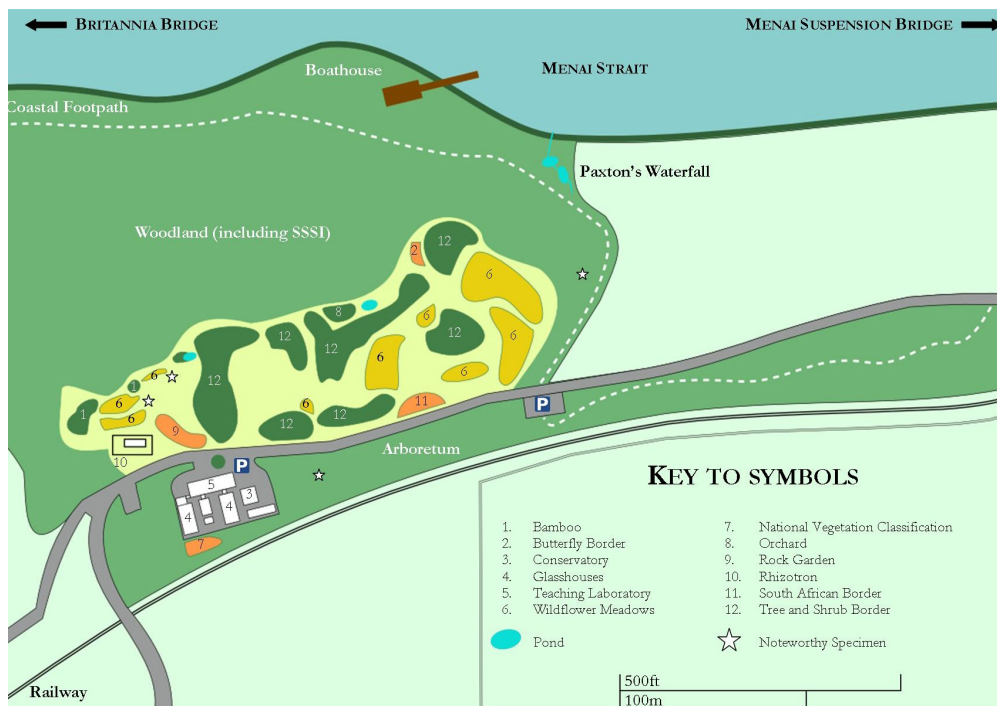 BRITANNIA BRIDGE
MENAI SUSPENSION BRIDGE
Boathouse
MENAI STRAIT
Coastal Footpath
Paxton's Waterfall
Woodland (including SSSI)
2
12
6
8
6
12
12
12
6
12
6
6
6
1
6
1
6
6
12
12
11
9
P
10
P
Arboretum
5
3
4
4
7
KEY TO SYMBOLS
1. Bamboo
2. Butterfly Border
3. Conservatory
4. Glasshouses
5. Teaching Laboratory
6. Wildflower Meadows
7. National Vegetation Classification
8. Orchard
9. Rock Garden
10. Rhizotron
11. South African Border
12. Tree and Shrub Border
Pond
Noteworthy Specimen
500ft
100m
Railway